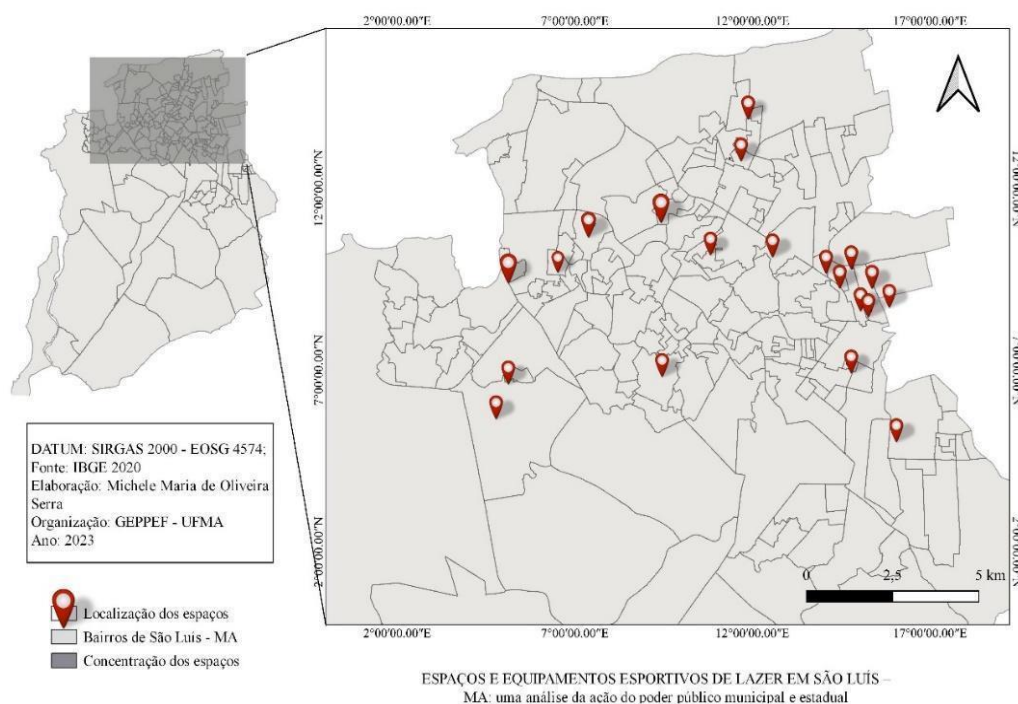 2°00'00.00"E
7°00'00.00"E
12°00'00.00"E
17°00'00.00"E
12°00'00.00"N
7°00'00.00"N
2°00'00.00"N
DATUM: SIRGAS 2000 - EOSG 4574;
Fonte: IBGE 2020
Elaboração: Michele Maria de Oliveira
Serra
Organização: GEPPEF - UFMA
Ano: 2023
0
2,5
5 km
2°00'00.00"E
7°00'00.00"E
12°00'00.00"E
17°00'00.00"E
Localização dos espaços
Bairros de São Luis - MA
Concentração dos espaços
ESPAÇOS E EQUIPAMENTOS ESPORTIVOS DE LAZER EM SÃO LUÍS –
MA: uma análise da ação do poder público municipal e estadual